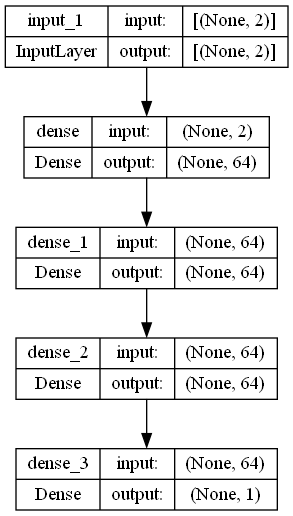 input_1 input: [(None, 2)]
InputLayer output: [(None, 2)]
dense input: (None, 2)
Dense output: (None, 64)
dense_1 input: (None, 64)
Dense output: (None, 64)
dense_2 input: (None, 64)
Dense output: (None, 64)
dense_3 input: (None, 64)
Dense output: (None, 1)